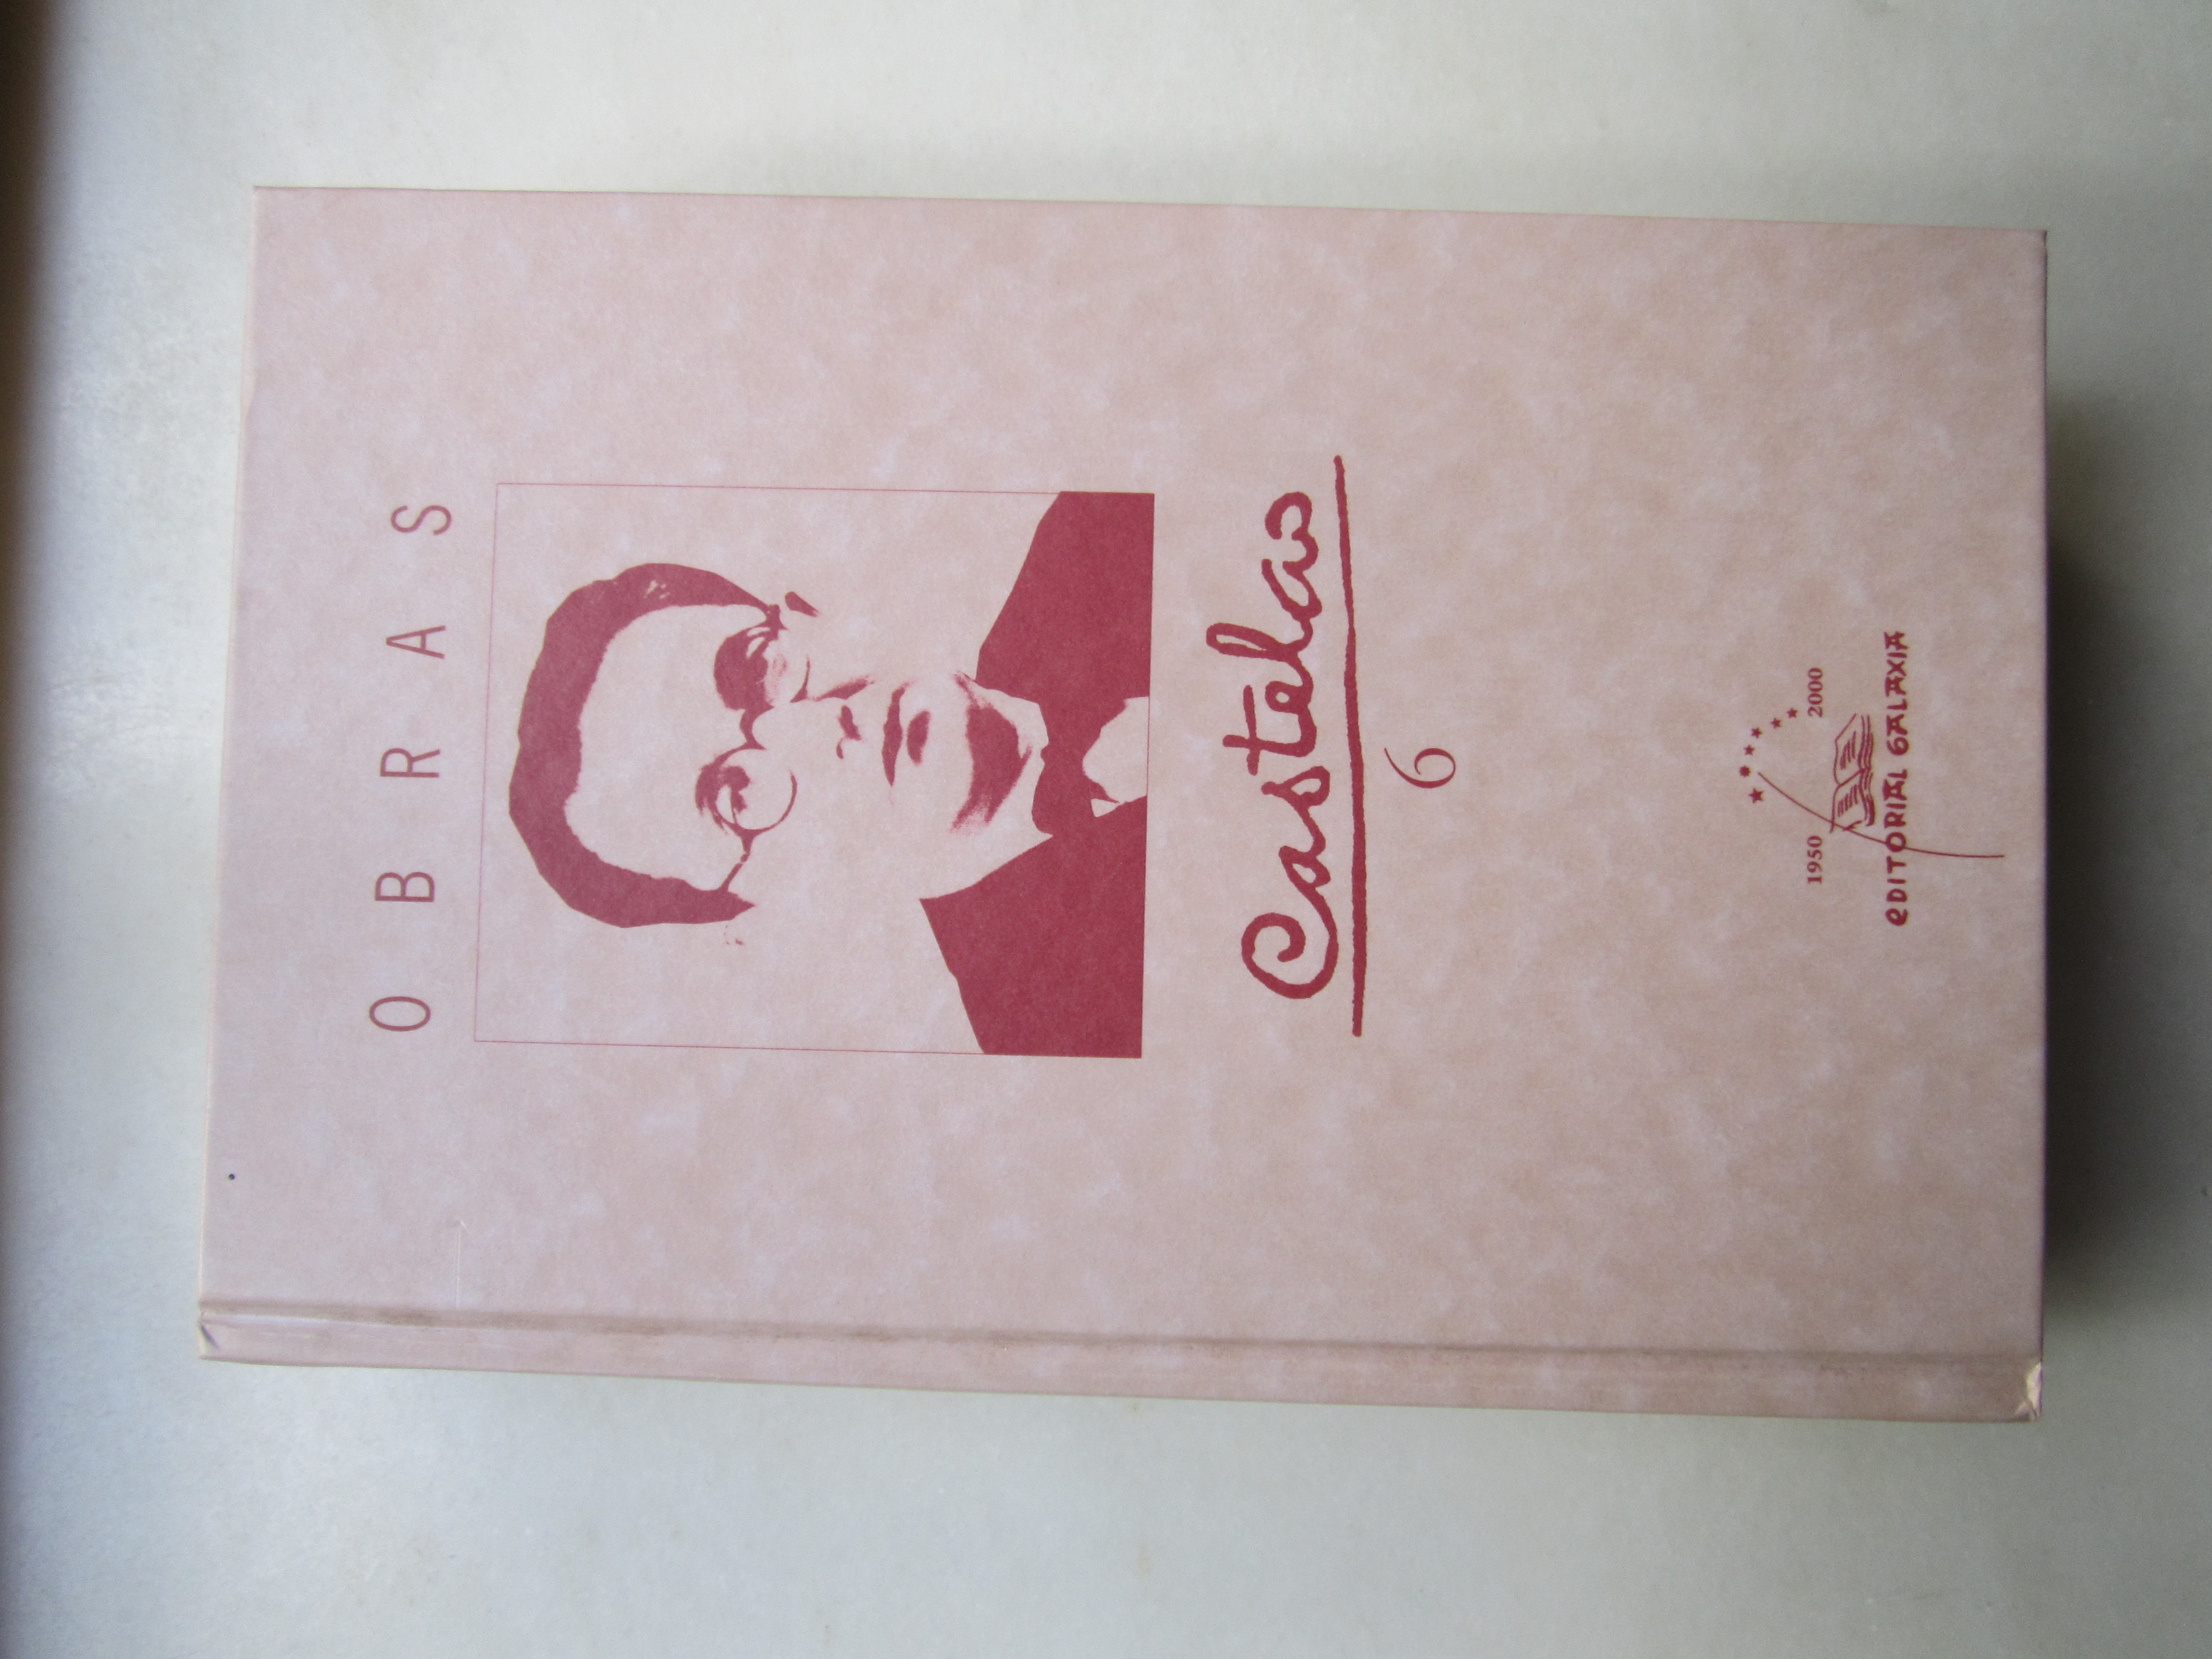 OBRAS
Castelao
6
1950 2000
EDITORIAL GALAXIA